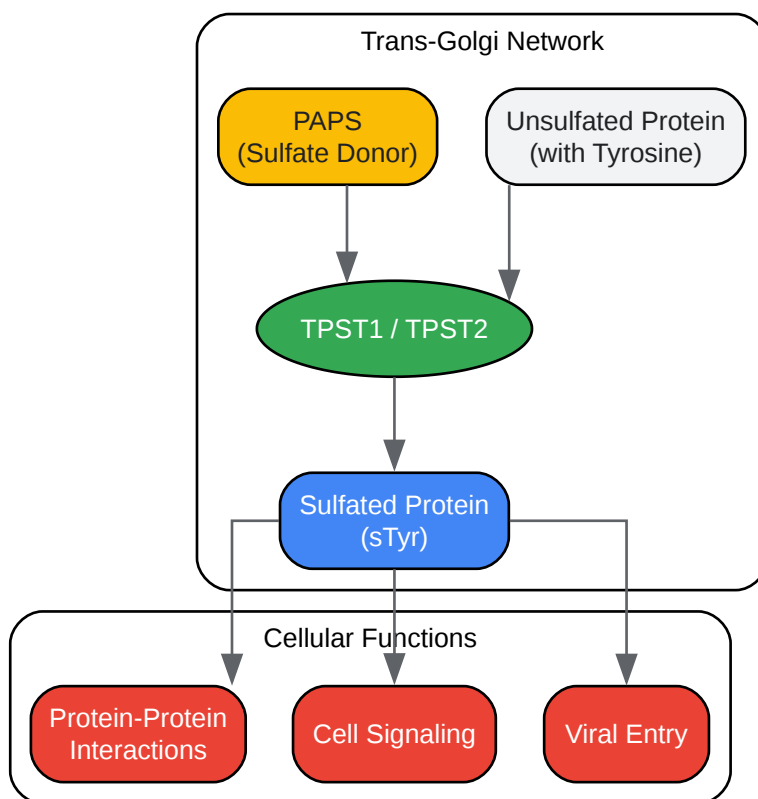 Trans-Golgi Network
PAPS
(Sulfate Donor)
Unsulfated Protein
(with Tyrosine)
TPST1 / TPST2
Sulfated Protein
(sTyr)
Cellular Functions
Protein-Protein
Interactions
Cell Signaling
Viral Entry